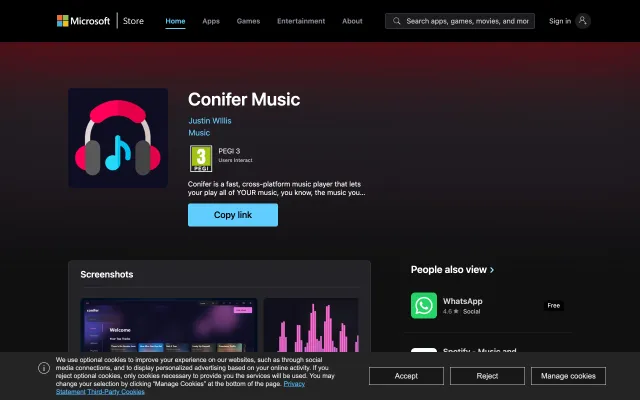 Microsoft | Store Home Apps Games Entertainment About Search apps, games, movies, and mor Sign in
Conifer Music
Justin Willis
Music
3
PEGI
PEGI 3
Users Interact
Conifer is a fast, cross-platform music player that lets
your play all of YOUR music, you know, the music you...
Copy link
Screenshots
conifer
Welcome
People also view >
WhatsApp
4.6 ★ Social
Free
Spotify - Music and
We use optional cookies to improve your experience on our websites, such as through social
media connections, and to display personalized advertising based on your online activity. If you
reject optional cookies, only cookies necessary to provide you the services will be used. You may
change your selection by clicking "Manage Cookies" at the bottom of the page. Privacy
Statement Third-Party Cookies
Accept
Reject
Manage cookies